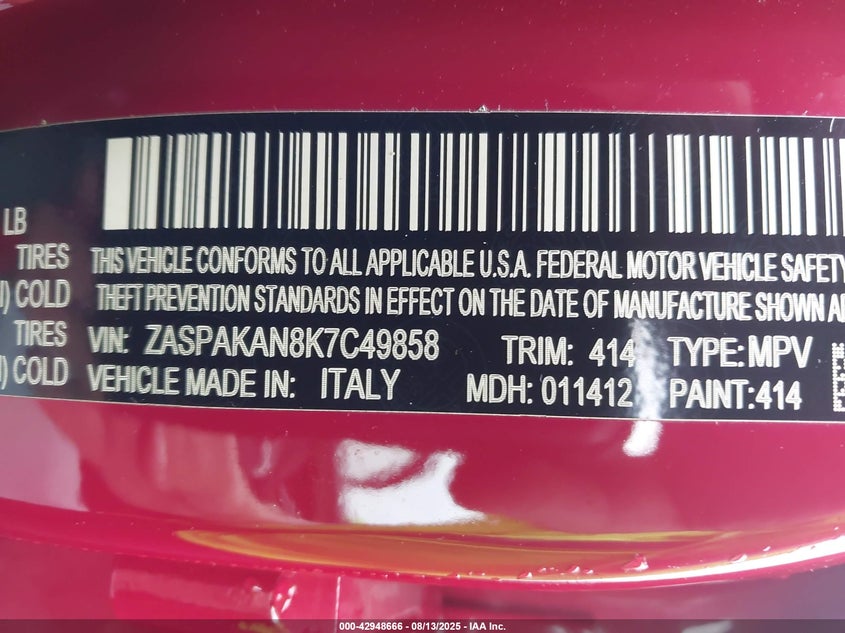 LB
TIRES
) COLD
TIRES
) COLD
THIS VEHICLE CONFORMS TO ALL APPLICABLE U.S.A. FEDERAL MOTOR VEHICLE SAFETY
THEFT PREVENTION STANDARDS IN EFFECT ON THE DATE OF MANUFACTURE SHOWN
VIN: ZASPAKAN8K7C49858 TRIM: 414 TYPE: MPV
VEHICLE MADE IN: ITALY MDH: 011412 PAINT:414
000-42948666 - 08/13/2025 - IAA Inc.